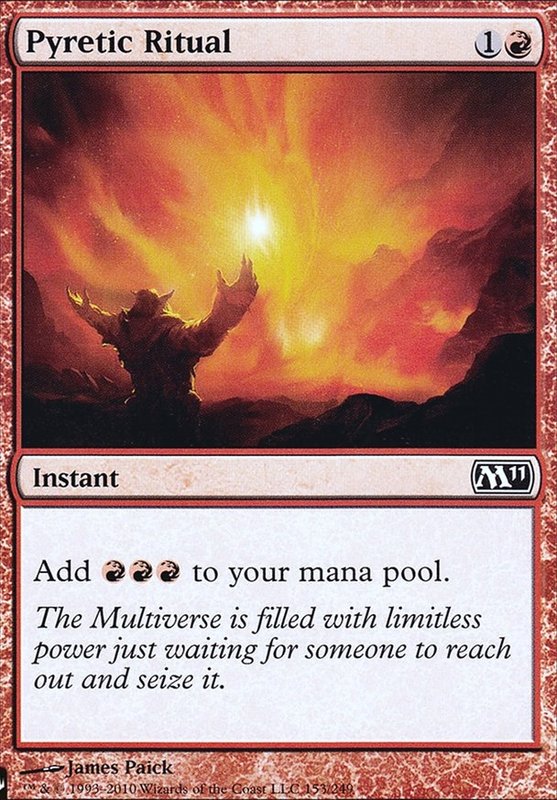 Pyretic Ritual
1
Instant
M11
Add to your mana pool.
The Multiverse is filled with limitless
power just waiting for someone to reach
out and seize it.
James Paick
™ & © 1993–2010 Wizards of the Coast LLC 153/249